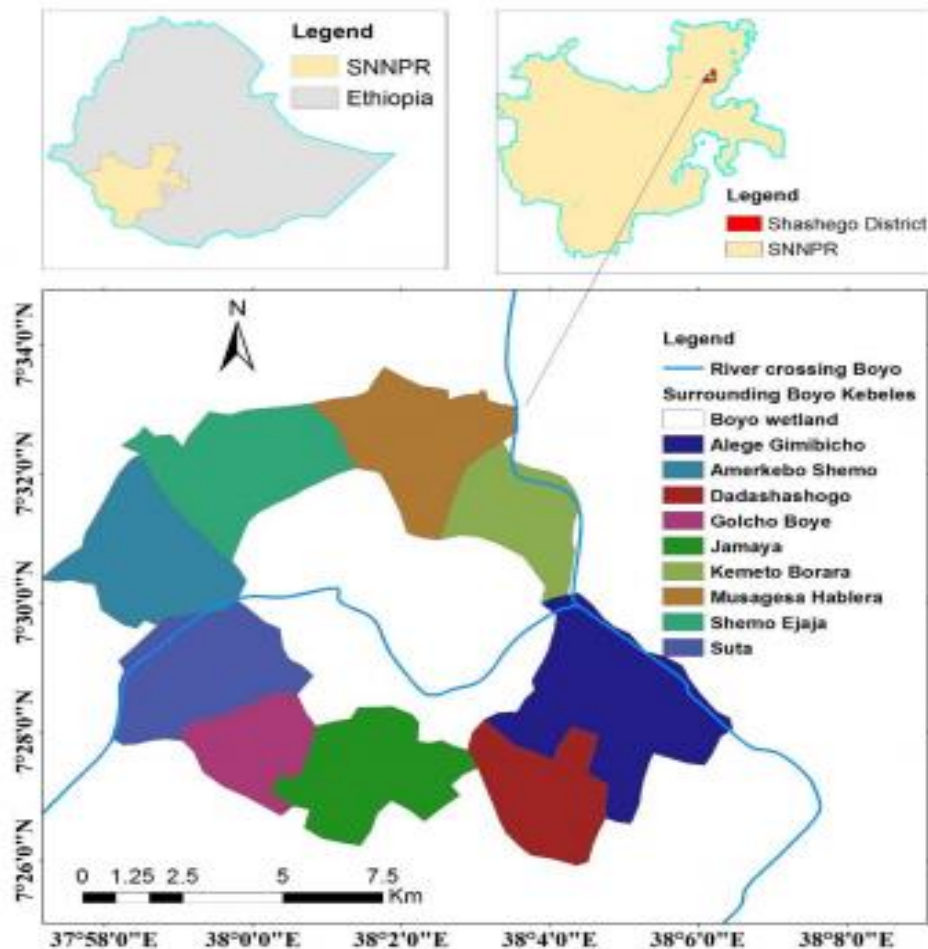 Legend
SNNPR
Ethiopia
Legend
Shashego District
SNNPR
N
Legend
River crossing Boyo
Surrounding Boyo Kebeles
Boyo wetland
Alege Gimibicho
Amerkebo Shemo
Dadashashogo
Golcho Boye
Jamaya
Kemeto Borara
Musagesa Hablera
Shemo Ejaja
Suta
7°34'0"N
7°32'0"N
7°30'0"N
7°28'0"N
7°26'0"N
0 1.25 2.5 5 7.5
Km
37°58'0"E 38°0'0"E 38°2'0"E 38°4'0"E 38°6'0"E 38°8'0"E